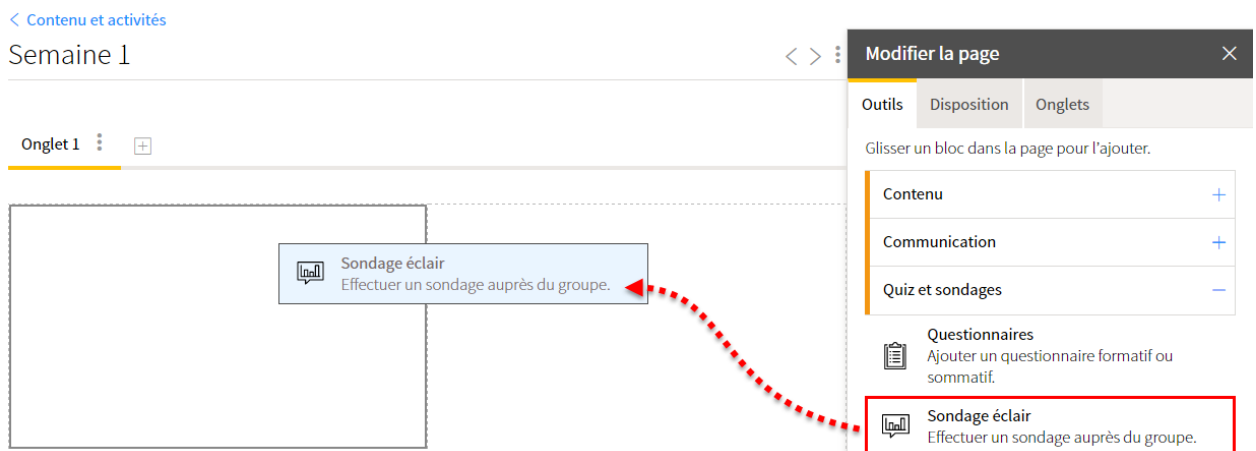 Contenu et activités
Semaine 1
Onglet 1
Sondage éclair
Effectuer un sondage auprès du groupe.
Modifier la page
Outils Disposition Onglets
Glisser un bloc dans la page pour l'ajouter.
Contenu
Communication
Quiz et sondages
Questionnaires
Ajouter un questionnaire formatif ou
sommatif.
Sondage éclair
Effectuer un sondage auprès du groupe.